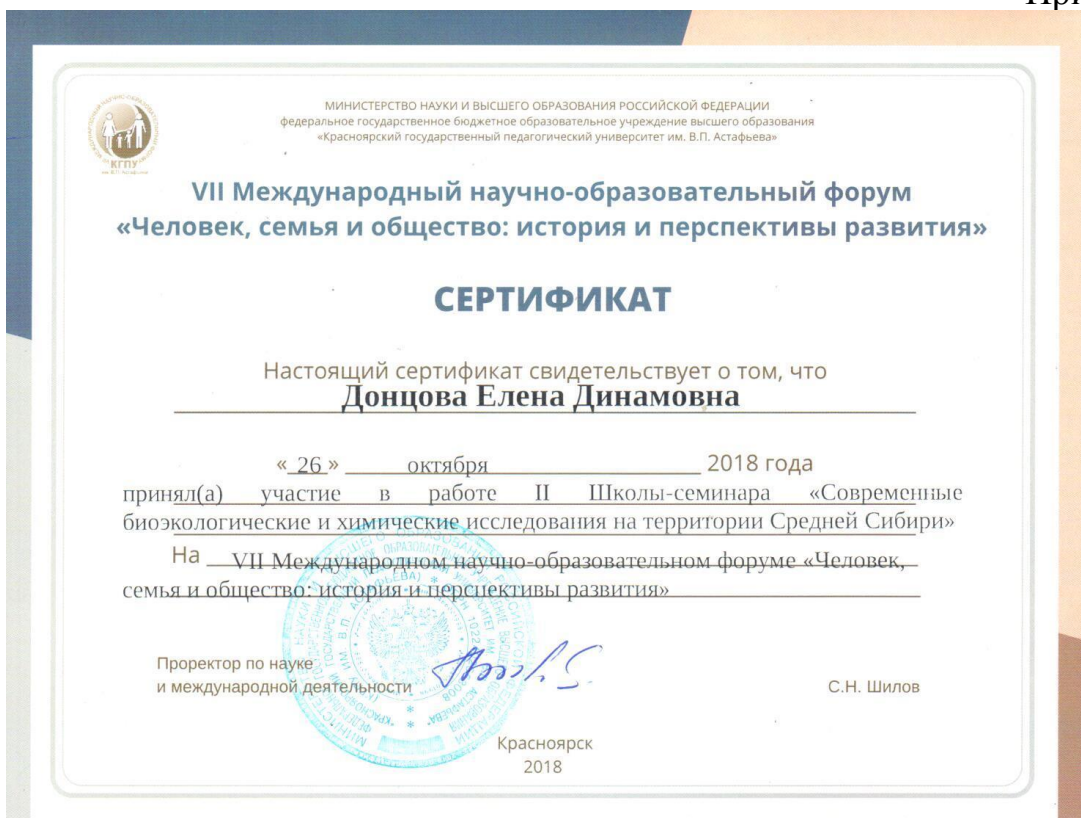 При
МИНИСТЕРСТВО НАУКИ И ВЫСШЕГО ОБРАЗОВАНИЯ РОССИЙСКОЙ ФЕДЕРАЦИИ
федеральное государственное бюджетное образовательное учреждение высшего образования
«Красноярский государственный педагогический университет им. В.П. Астафьева»
КГПУ
им. В.П. Астафьева
VII Международный научно-образовательный форум
«Человек, семья и общество: история и перспективы развития»
СЕРТИФИКАТ
Настоящий сертификат свидетельствует о том, что
Донцова Елена Динамовна
« 26 » октября 2018 года
принял(а) участие в работе II Школы-семинара «Современные
биоэкологические и химические исследования на территории Средней Сибири»
На VII Международном научно-образовательном форуме «Человек,
семья и общество: история и перспективы развития»
Проректор по науке
и международной деятельности
С.Н. Шилов
Красноярск
2018